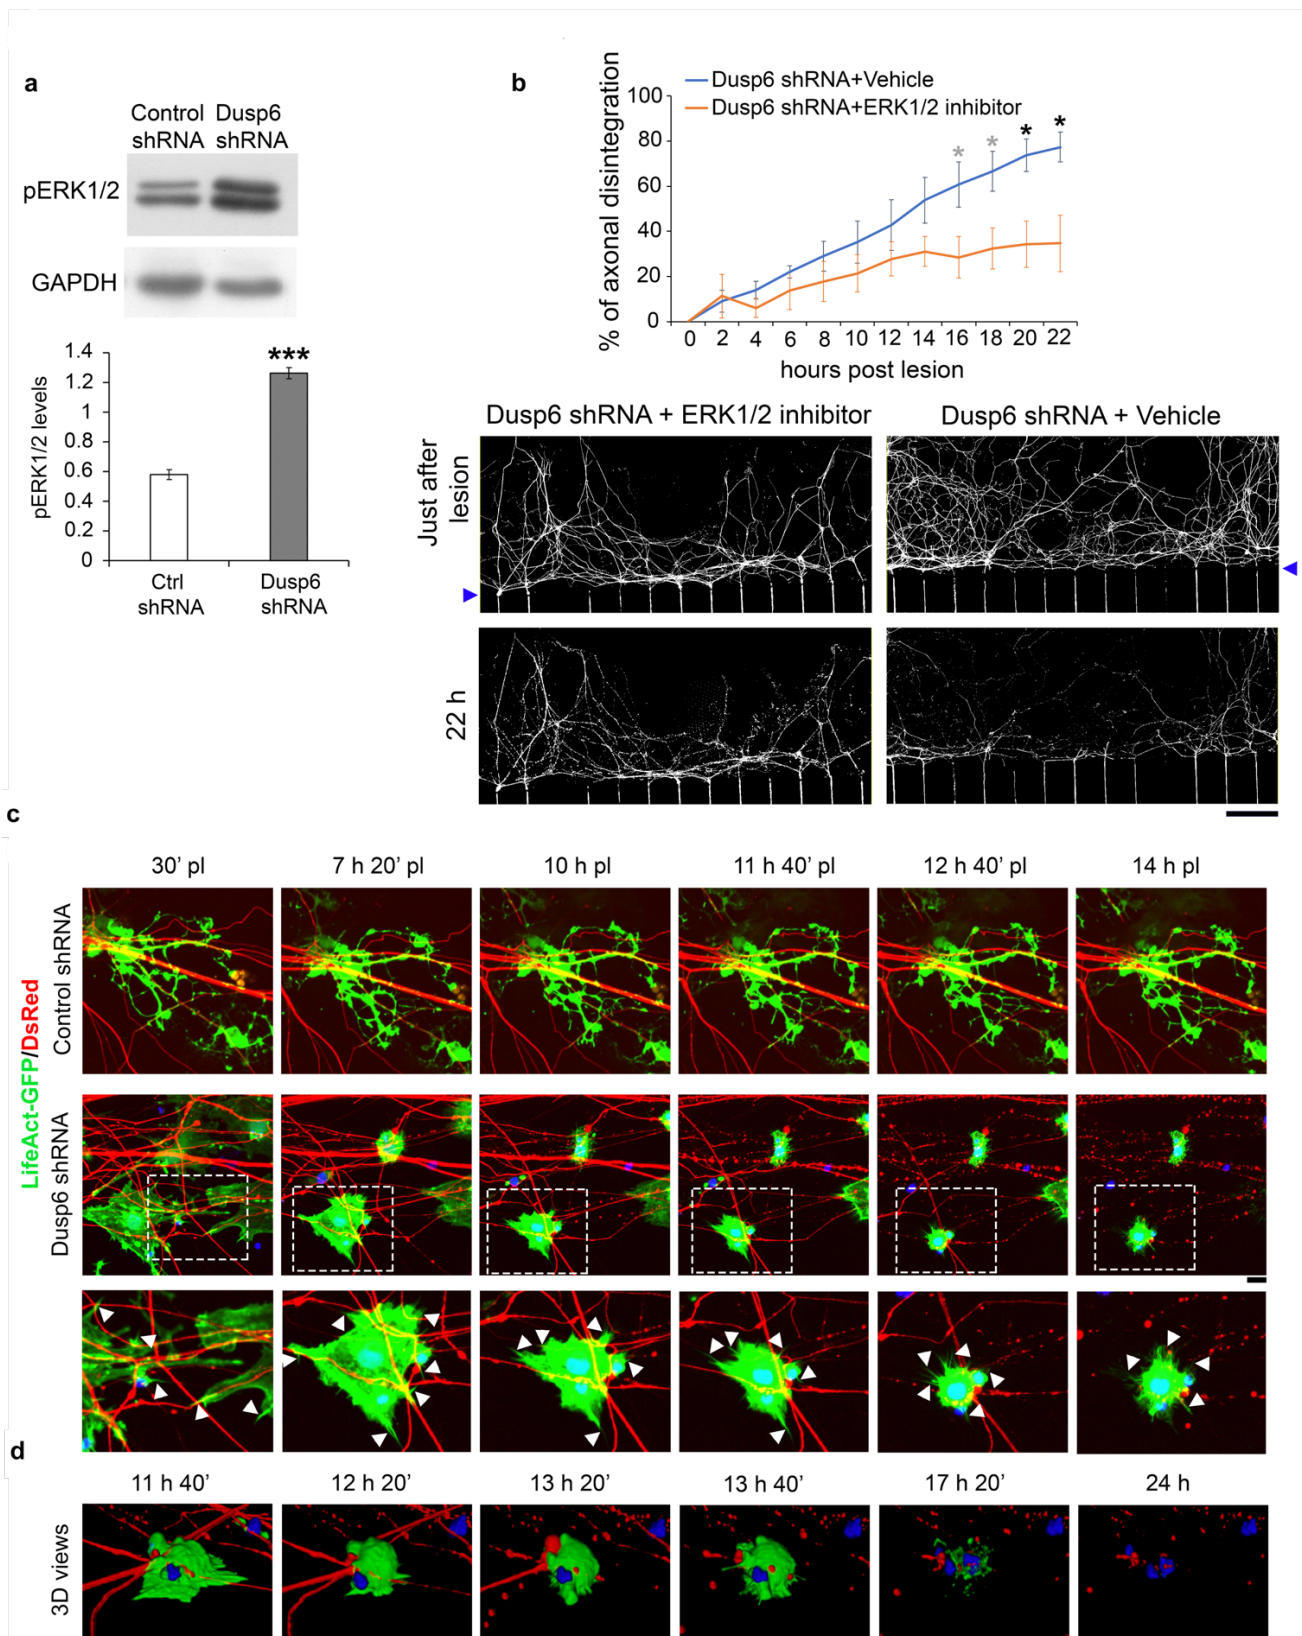 a
Control Dusp6
shRNA shRNA
pERK1/2
GAPDH
pERK1/2 levels
1.4
1.2
1
0.8
0.6
0.4
0.2
0
***
Ctrl
shRNA
Dusp6
shRNA
b
Dusp6 shRNA+Vehicle
Dusp6 shRNA+ERK1/2 inhibitor
% of axonal disintegration
100
80
60
40
20
0
* * * *
0 2 4 6 8 10 12 14 16 18 20 22
hours post lesion
Dusp6 shRNA + ERK1/2 inhibitor
Dusp6 shRNA + Vehicle
Just after
lesion
22 h
c
30’ pl
7 h 20’ pl
10 h pl
11 h 40’ pl
12 h 40’ pl
14 h pl
LifeAct-GFP/DsRed
Control shRNA
Dusp6 shRNA
d
11 h 40’
12 h 20’
13 h 20’
13 h 40’
17 h 20’
24 h
3D views